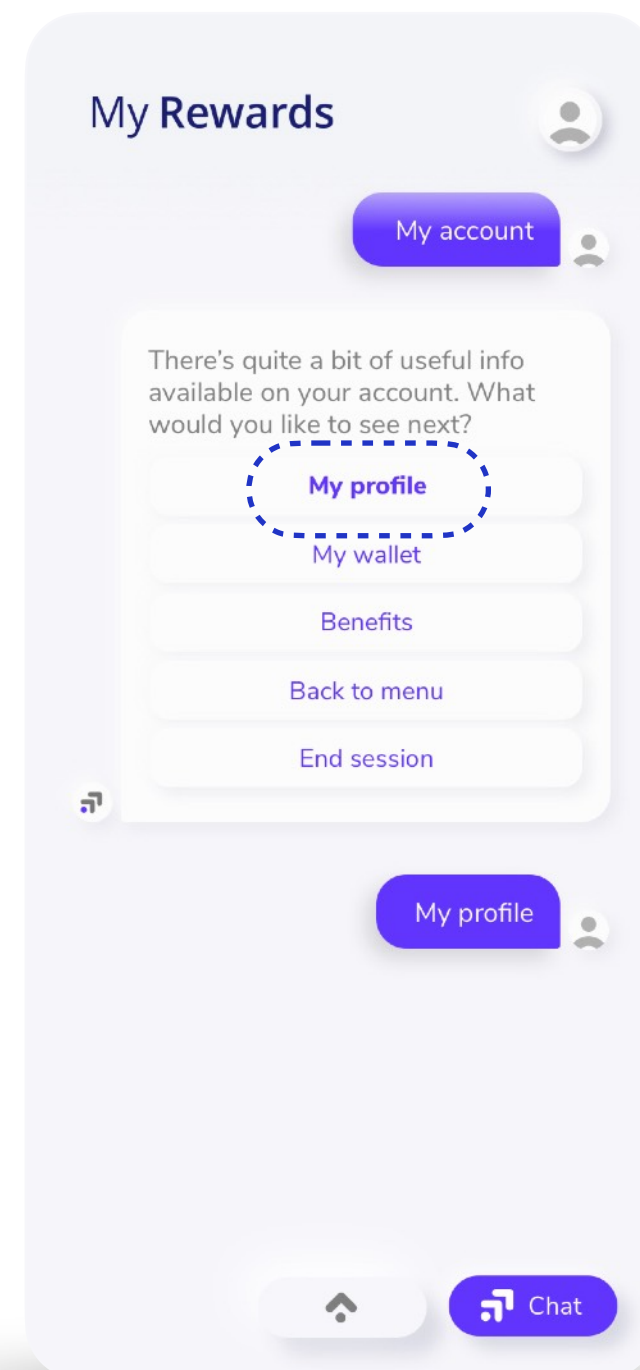 My Rewards
My account
There's quite a bit of useful info
available on your account. What
would you like to see next?
My profile
My wallet
Benefits
Back to menu
End session
My profile
Chat